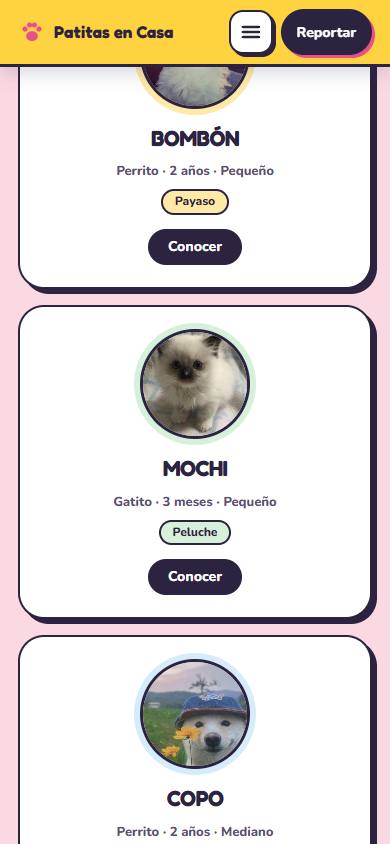 Patitas en Casa
Reportar
BOMBÓN
Perrito · 2 años · Pequeño
Payaso
Conocer
MOCHI
Gatito · 3 meses · Pequeño
Peluche
Conocer
COPO
Perrito · 2 años · Mediano